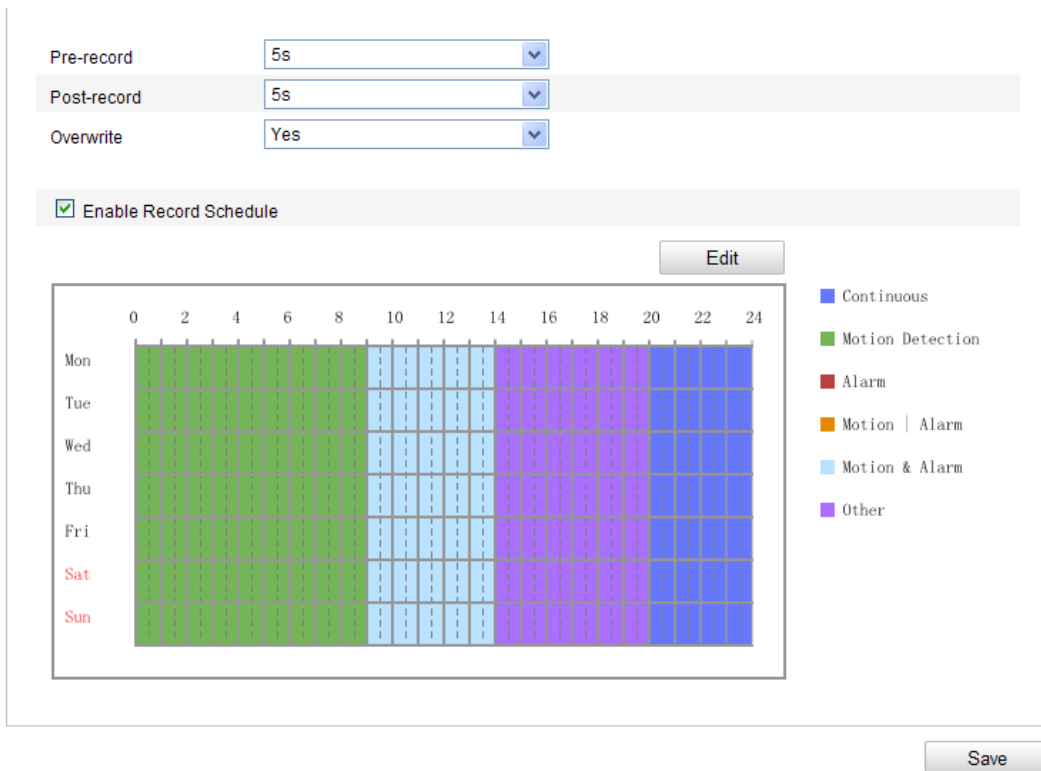 Pre-record 5s
Post-record 5s
Overwrite Yes
Enable Record Schedule
Edit
0 2 4 6 8 10 12 14 16 18 20 22 24
Mon
Tue
Wed
Thu
Fri
Sat
Sun
Continuous
Motion Detection
Alarm
Motion | Alarm
Motion & Alarm
Other
Save